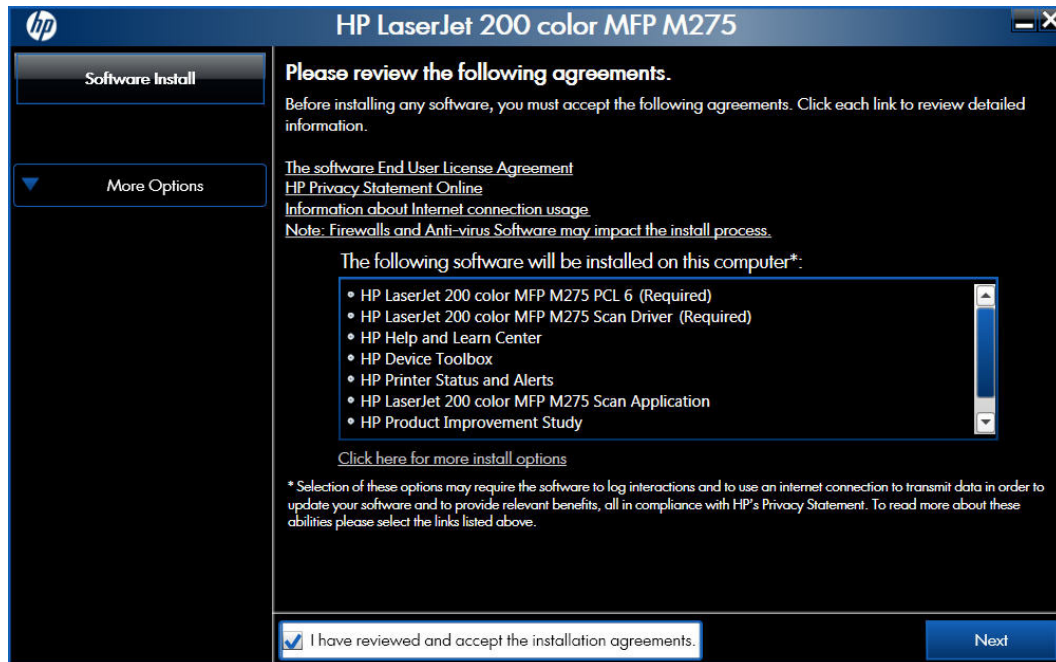 hp
HP LaserJet 200 color MFP M275
Software Install
More Options
Please review the following agreements.
Before installing any software, you must accept the following agreements. Click each link to review detailed
information.
The software End User License Agreement
HP Privacy Statement Online
Information about Internet connection usage
Note: Firewalls and Anti-virus Software may impact the install process.
The following software will be installed on this computer*:
• HP LaserJet 200 color MFP M275 PCL 6 (Required)
• HP LaserJet 200 color MFP M275 Scan Driver (Required)
• HP Help and Learn Center
• HP Device Toolbox
• HP Printer Status and Alerts
• HP LaserJet 200 color MFP M275 Scan Application
• HP Product Improvement Study
Click here for more install options
* Selection of these options may require the software to log interactions and to use an internet connection to transmit data in order to
update your software and to provide relevant benefits, all in compliance with HP's Privacy Statement. To read more about these
abilities please select the links listed above.
I have reviewed and accept the installation agreements.
Next